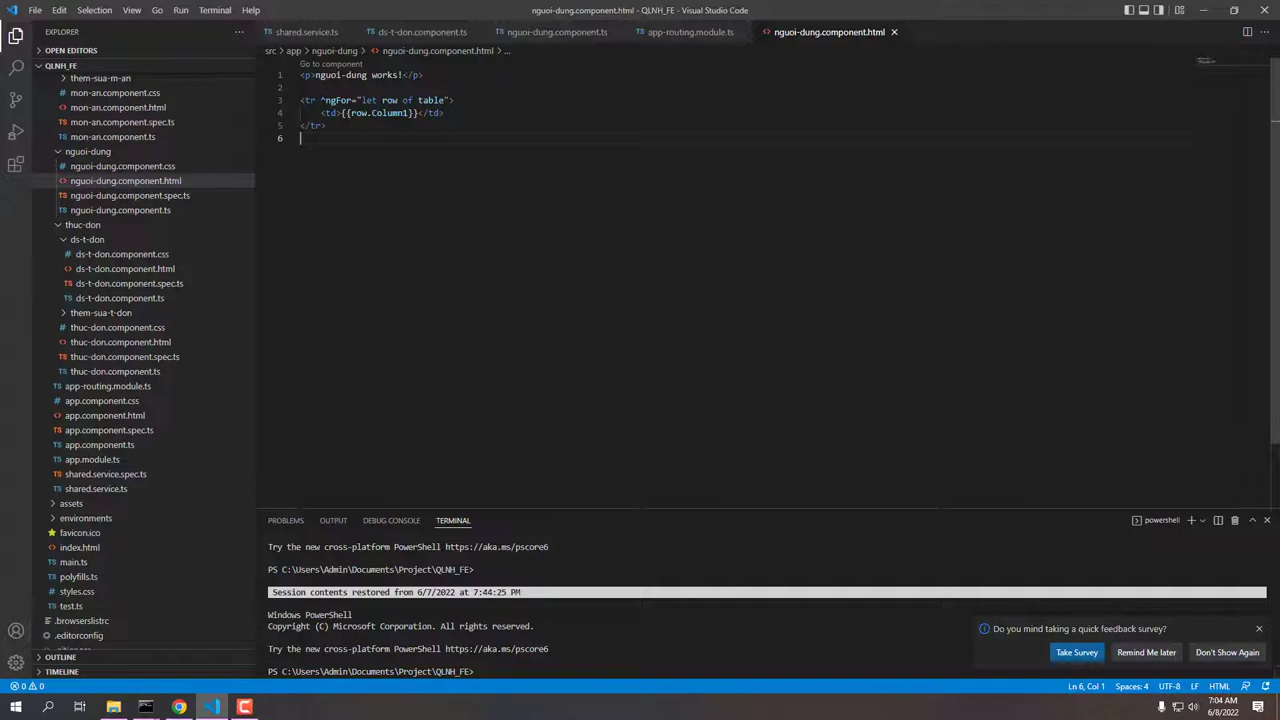 File Edit Selection View Go Run Terminal Help
nguoi-dung.component.html - QLNH_FE - Visual Studio Code
EXPLORER
shared.service.ts
ds-t-don.component.ts
nguoi-dung.component.ts
app-routing.module.ts
nguoi-dung.component.html
OPEN EDITORS
src > app > nguoi-dung > nguoi-dung.component.html > ...
QLNH_FE
them-sua-m-an
mon-an.component.css
mon-an.component.html
mon-an.component.spec.ts
mon-an.component.ts
nguoi-dung
nguoi-dung.component.css
nguoi-dung.component.html
nguoi-dung.component.spec.ts
nguoi-dung.component.ts
thuc-don
ds-t-don
ds-t-don.component.css
ds-t-don.component.html
ds-t-don.component.spec.ts
ds-t-don.component.ts
them-sua-t-don
thuc-don.component.css
thuc-don.component.html
thuc-don.component.spec.ts
thuc-don.component.ts
app-routing.module.ts
app.component.css
app.component.html
app.component.spec.ts
app.component.ts
app.module.ts
shared.service.spec.ts
shared.service.ts
assets
environments
favicon.ico
index.html
main.ts
polyfills.ts
styles.css
test.ts
.browserslistrc
.editorconfig
OUTLINE
TIMELINE
Go to component
1 <p>nguoi-dung works!</p>
2
3 <tr ^ngFor="let row of table">
4 <td>{{row.Column1}}</td>
5 </tr>
6
PROBLEMS OUTPUT DEBUG CONSOLE TERMINAL
powershell
Try the new cross-platform PowerShell https://aka.ms/pscore6
PS C:\Users\Admin\Documents\Project\QLNH_FE>
Session contents restored from 6/7/2022 at 7:44:25 PM
Windows PowerShell
Copyright (C) Microsoft Corporation. All rights reserved.
Try the new cross-platform PowerShell https://aka.ms/pscore6
PS C:\Users\Admin\Documents\Project\QLNH_FE>
Do you mind taking a quick feedback survey?
Take Survey
Remind Me later
Don't Show Again
0 0
Ln 6, Col 1 Spaces: 4 UTF-8 LF HTML
7:04 AM
6/8/2022